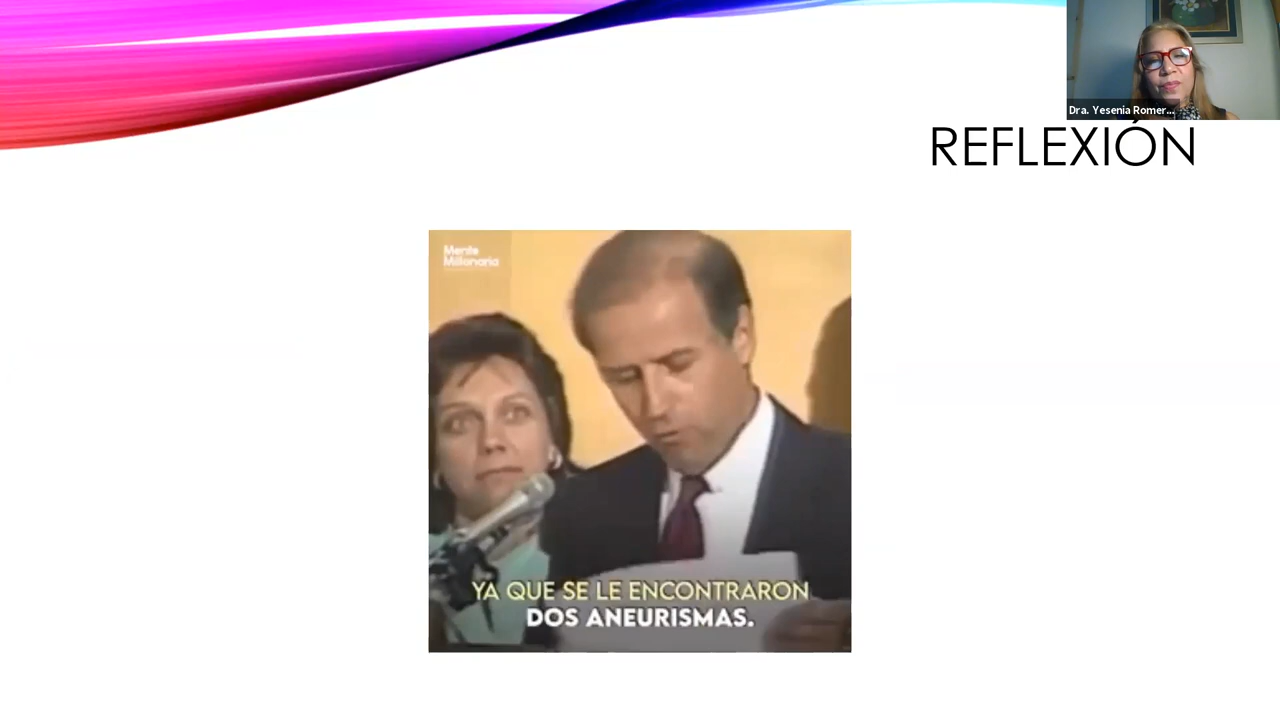 Dra. Yesenia Romer...
REFLEXIÓN
Mente
Millonaria
YA QUE SE LE ENCONTRARON
DOS ANEURISMAS.